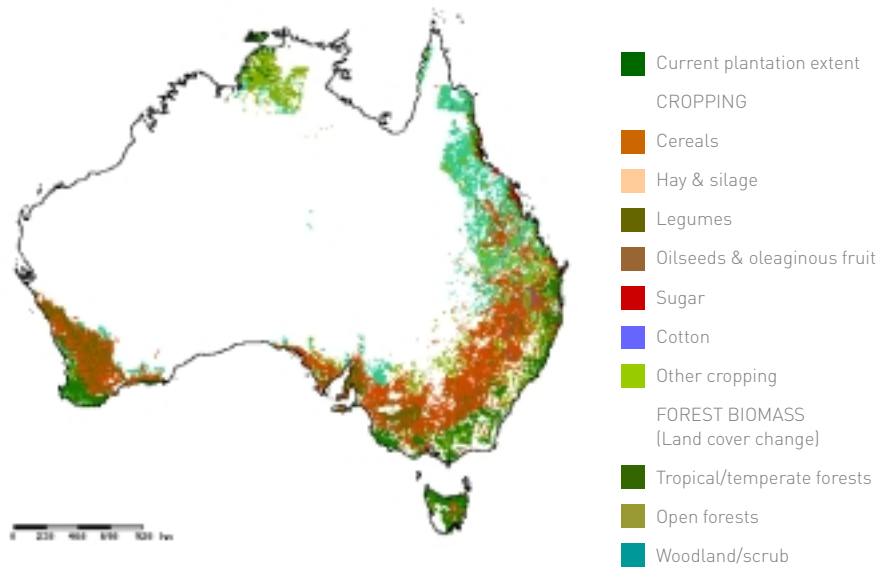 Current plantation extent
CROPPING
Cereals
Hay & silage
Legumes
Oilseeds & oleaginous fruit
Sugar
Cotton
Other cropping
FOREST BIOMASS
(Land cover change)
Tropical/temperate forests
Open forests
Woodland/scrub
0